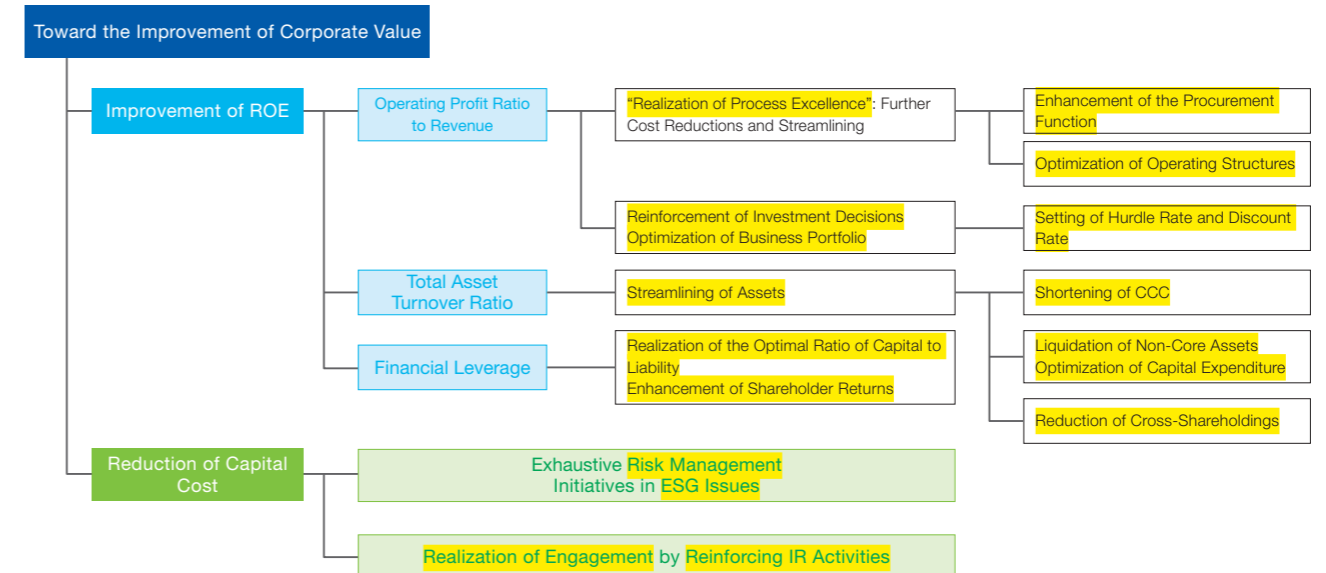 Toward the Improvement of Corporate Value
Improvement of ROE
Operating Profit Ratio
to Revenue
“Realization of Process Excellence”: Further
Cost Reductions and Streamlining
Enhancement of the Procurement
Function
Optimization of Operating Structures
Reinforcement of Investment Decisions
Optimization of Business Portfolio
Setting of Hurdle Rate and Discount
Rate
Total Asset
Turnover Ratio
Streamlining of Assets
Shortening of CCC
Liquidation of Non-Core Assets
Optimization of Capital Expenditure
Reduction of Cross-Shareholdings
Financial Leverage
Realization of the Optimal Ratio of Capital to
Liability
Enhancement of Shareholder Returns
Reduction of Capital
Cost
Exhaustive Risk Management
Initiatives in ESG Issues
Realization of Engagement by Reinforcing IR Activities